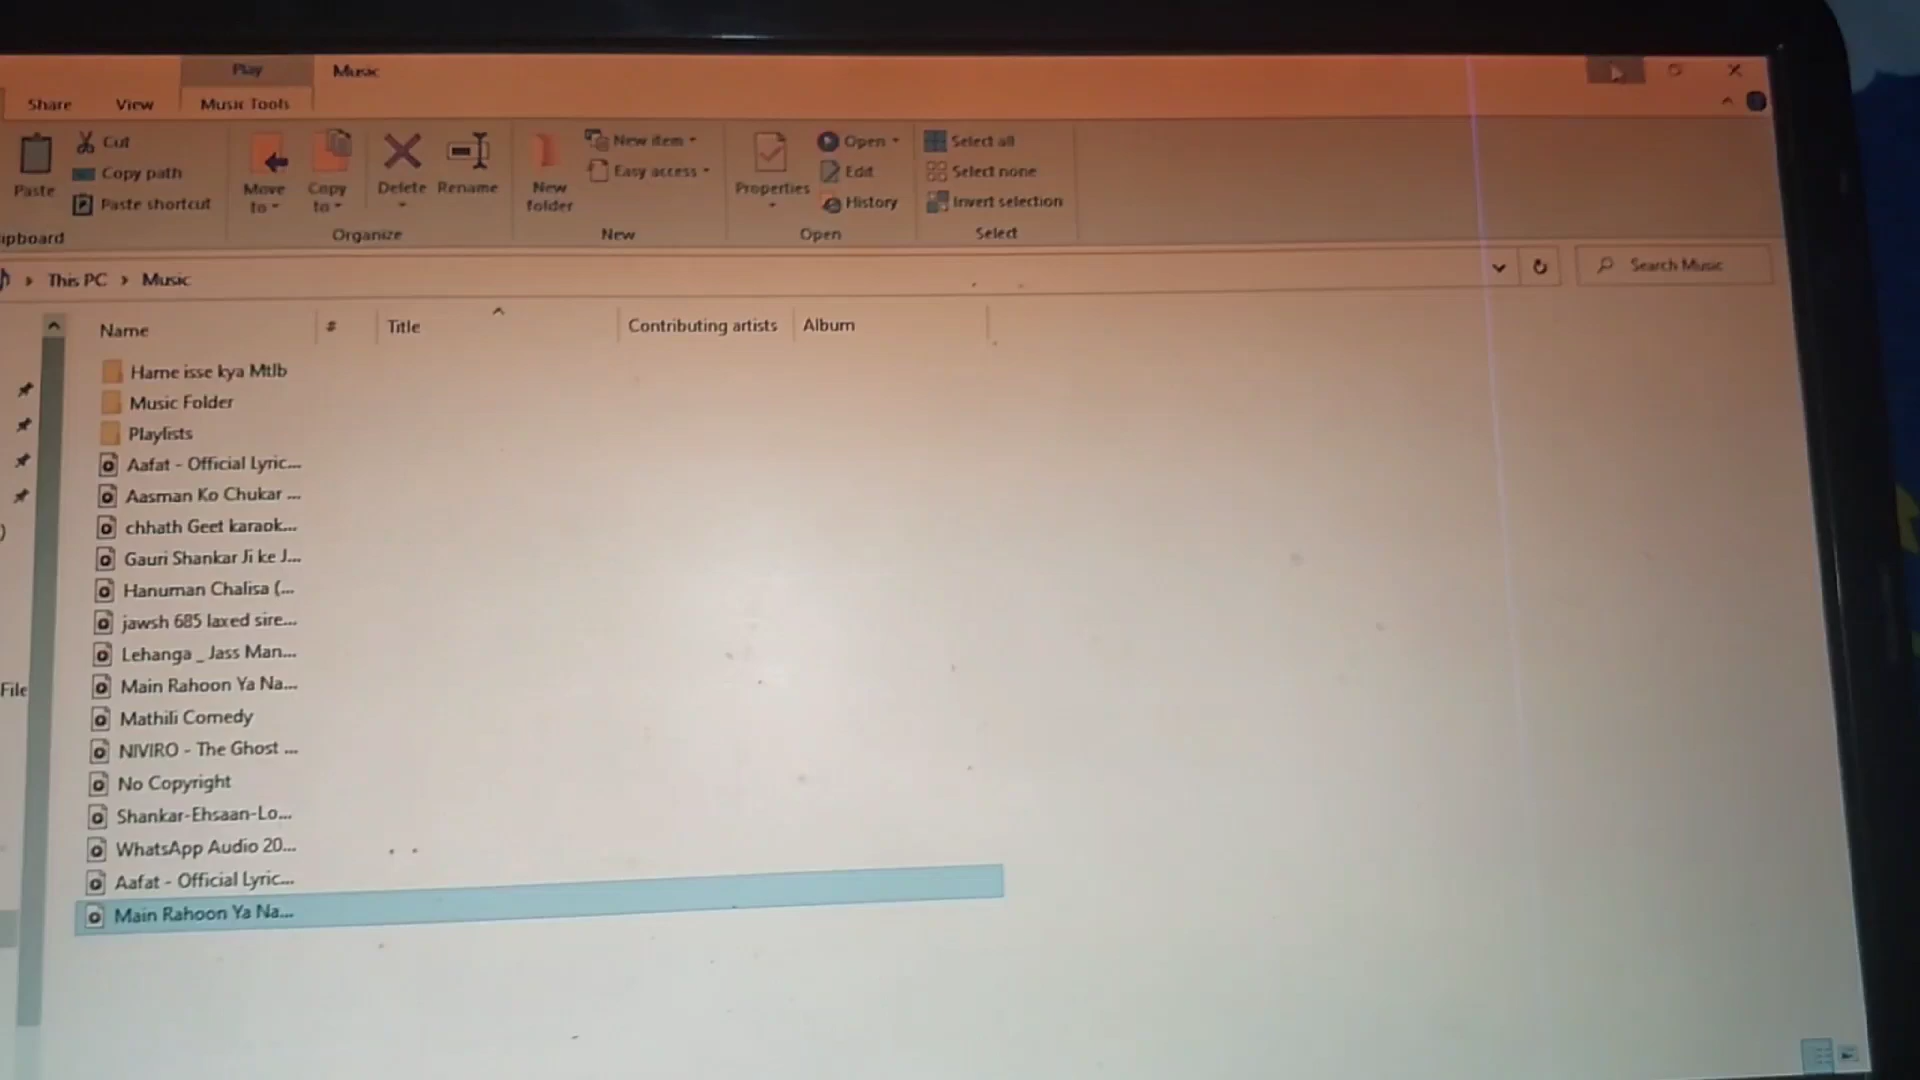 Play Music
Share View Music Tools
Paste Cut
Copy path
Paste shortcut
Move to
Copy to
Delete
Rename
New folder
New item
Easy access
Properties
Open
Edit
History
Select all
Select none
Invert selection
ipboard Organize New Open Select
This PC > Music
Search Music
Name # Title Contributing artists Album
Hame isse kya Mtlb
Music Folder
Playlists
Aafat - Official Lyric...
Aasman Ko Chukar ...
chhath Geet karaok...
Gauri Shankar Ji ke J...
Hanuman Chalisa (...
jawsh 685 laxed sire...
Lehanga _ Jass Man...
Main Rahoon Ya Na...
File
Mathili Comedy
NIVIRO - The Ghost ...
No Copyright
Shankar-Ehsaan-Lo...
WhatsApp Audio 20...
Aafat - Official Lyric...
Main Rahoon Ya Na...